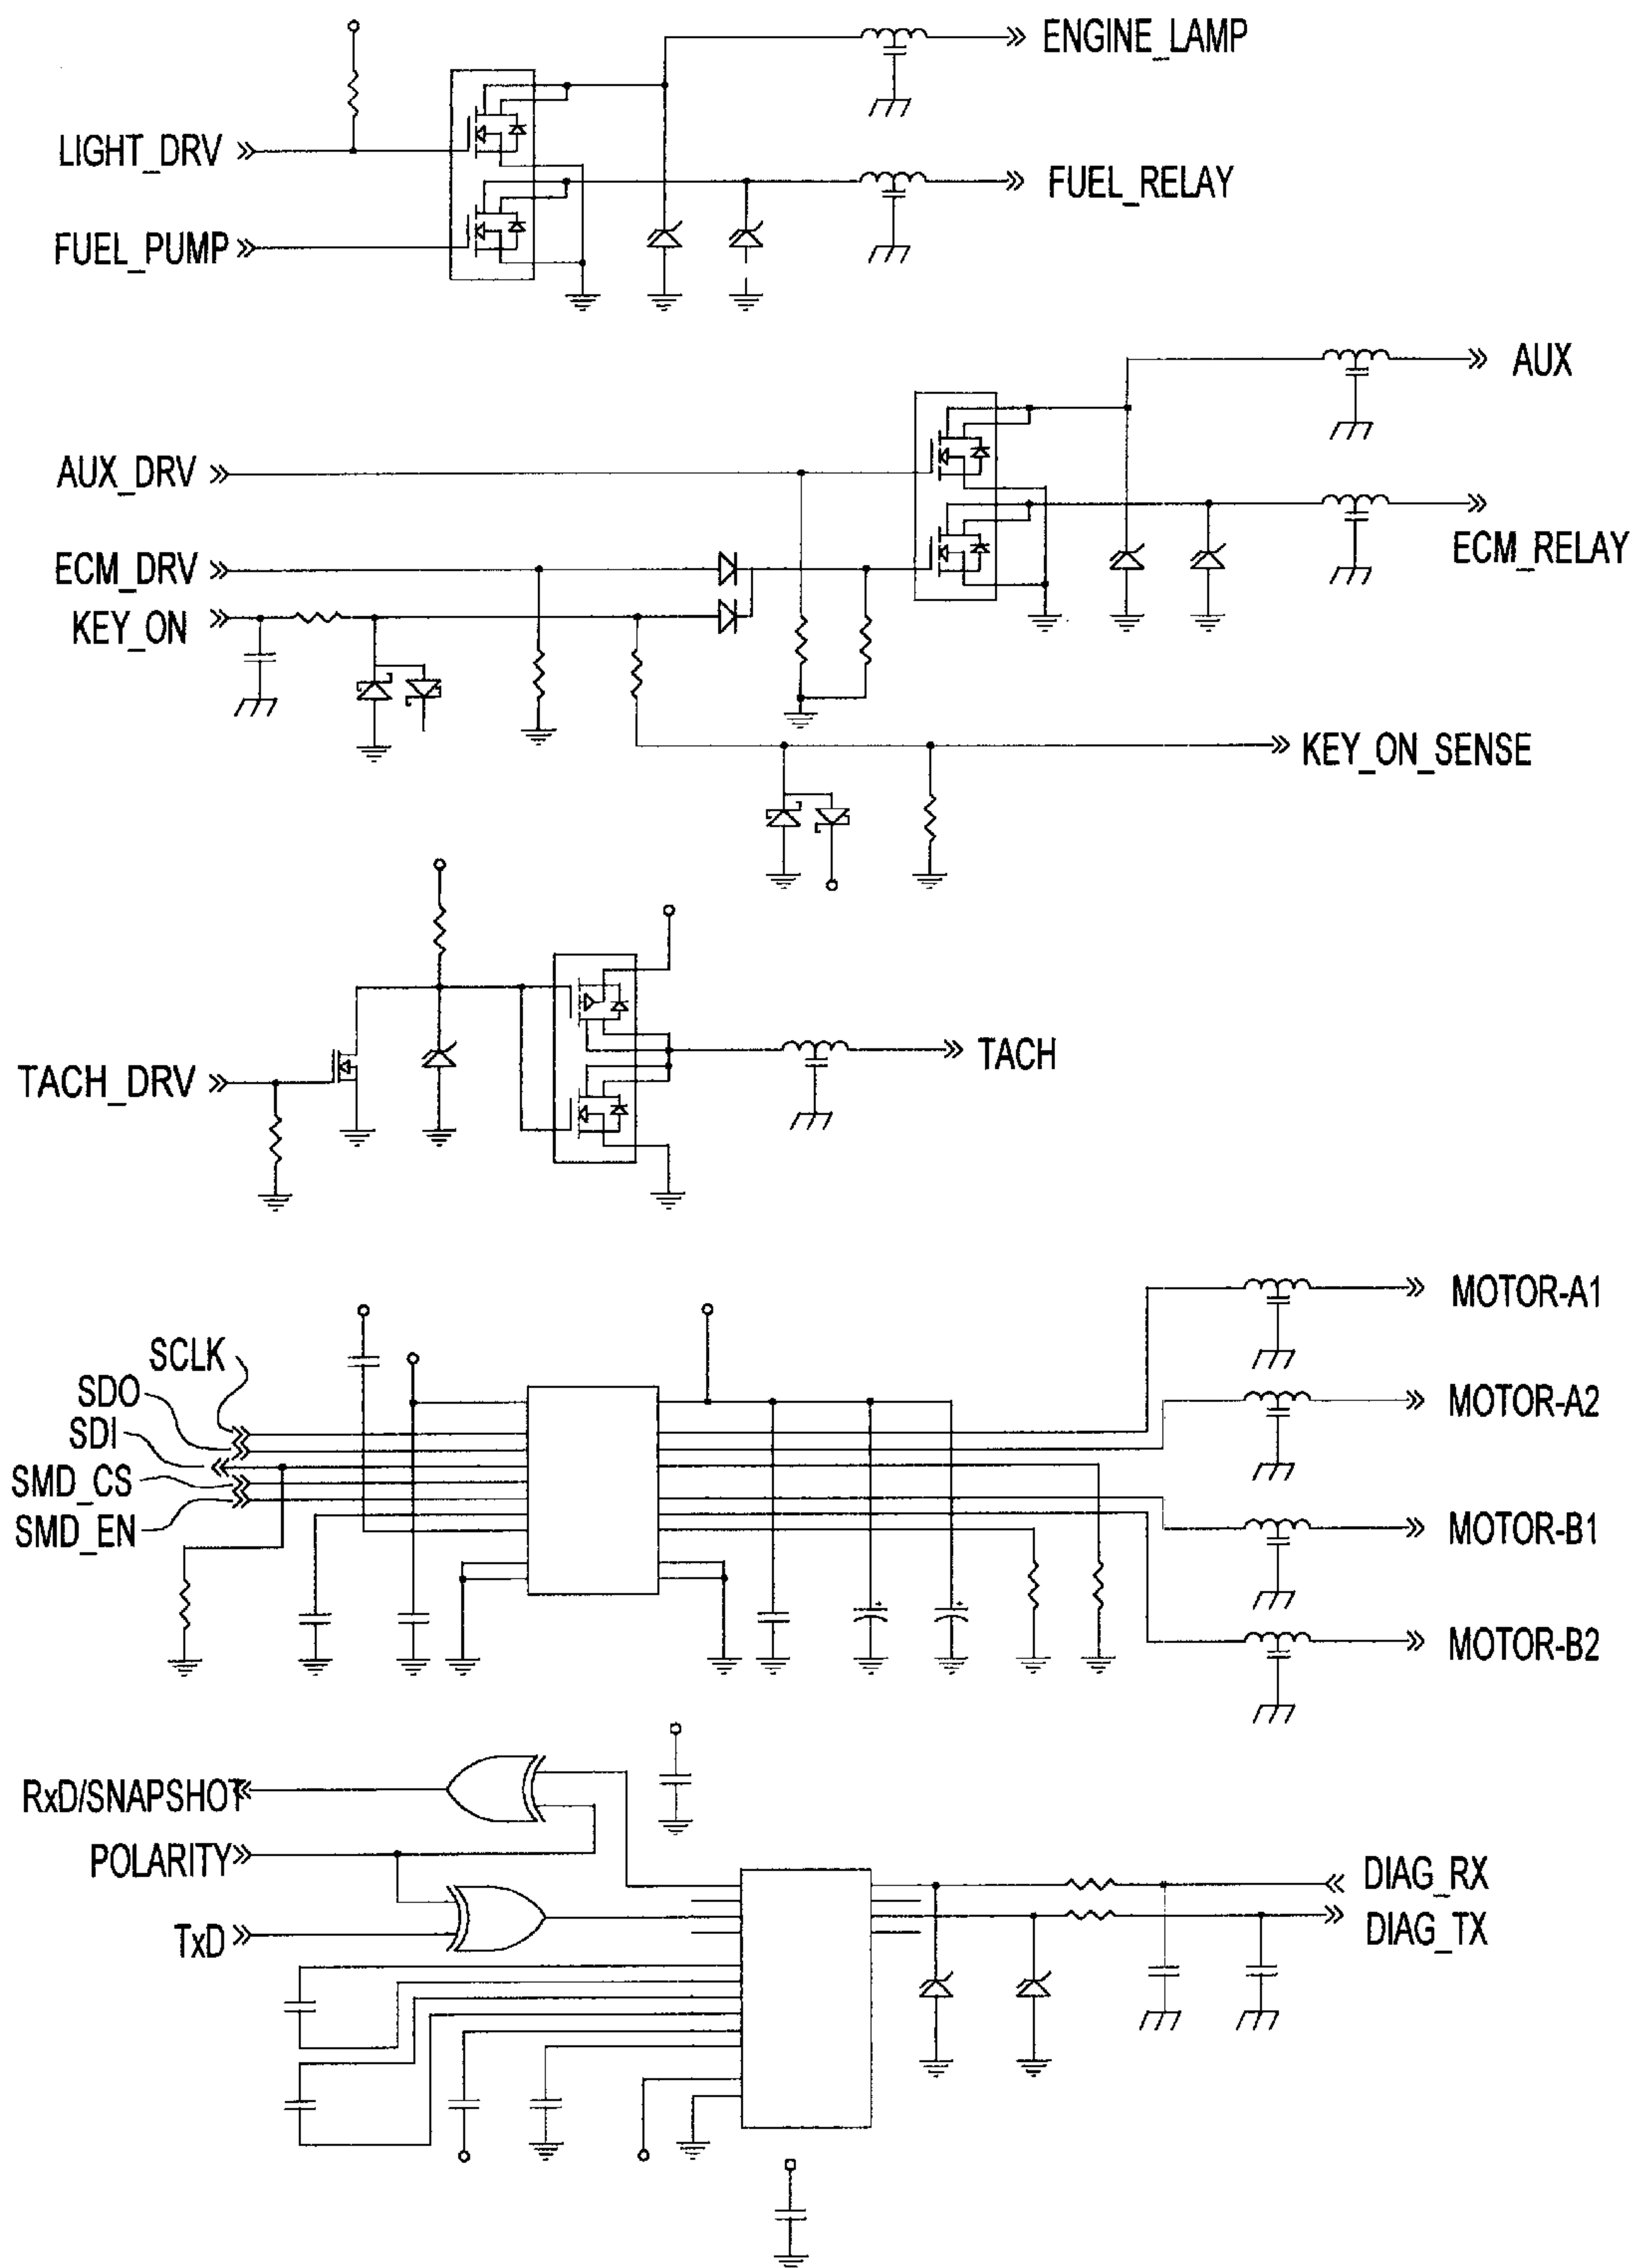 ENGINE_LAMP
LIGHT_DRV
FUEL_RELAY
FUEL_PUMP
AUX
AUX_DRV
ECM_RELAY
ECM_DRV
KEY_ON
KEY_ON_SENSE
TACH
TACH_DRV
MOTOR-A1
SCLK
SDO
MOTOR-A2
SDI
SMD_CS
SMD_EN
MOTOR-B1
MOTOR-B2
RxD/SNAPSHOT
POLARITY
DIAG_RX
TxD
DIAG_TX